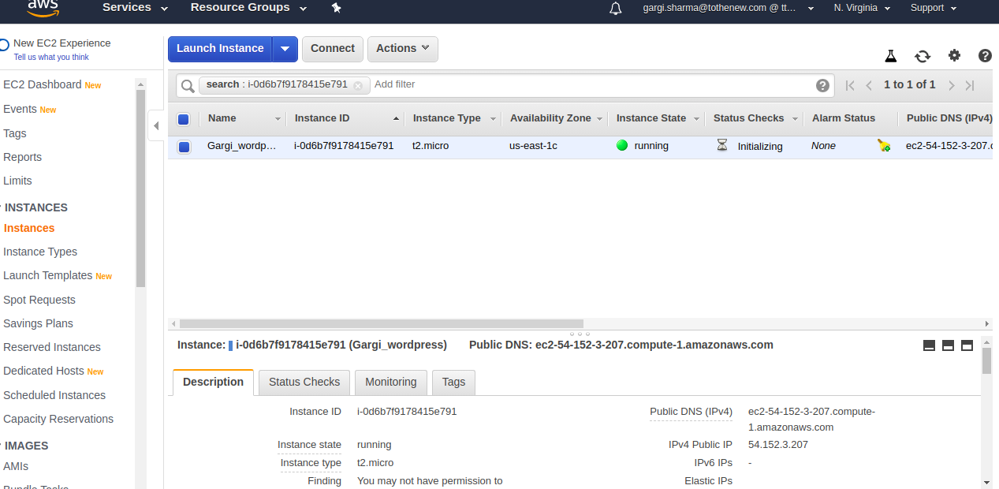 aws Services Resource Groups gargi.sharma@tothenew.com @ tt... N. Virginia Support
New EC2 Experience
Tell us what you think
EC2 Dashboard New
Events New
Tags
Reports
Limits
INSTANCES
Instances
Instance Types
Launch Templates New
Spot Requests
Savings Plans
Reserved Instances
Dedicated Hosts New
Scheduled Instances
Capacity Reservations
IMAGES
AMIs
Bundle Tasks
Launch Instance Connect Actions
search : i-0d6b7f9178415e791 Add filter 1 to 1 of 1
Name Instance ID Instance Type Availability Zone Instance State Status Checks Alarm Status Public DNS (IPv4)
Gargi_wordp... i-0d6b7f9178415e791 t2.micro us-east-1c running Initializing None ec2-54-152-3-207.c
Instance: i-0d6b7f9178415e791 (Gargi_wordpress) Public DNS: ec2-54-152-3-207.compute-1.amazonaws.com
Description Status Checks Monitoring Tags
Instance ID i-0d6b7f9178415e791 Public DNS (IPv4) ec2-54-152-3-207.compute-
1.amazonaws.com
Instance state running IPv4 Public IP 54.152.3.207
Instance type t2.micro IPv6 IPs -
Finding You may not have permission to Elastic IPs